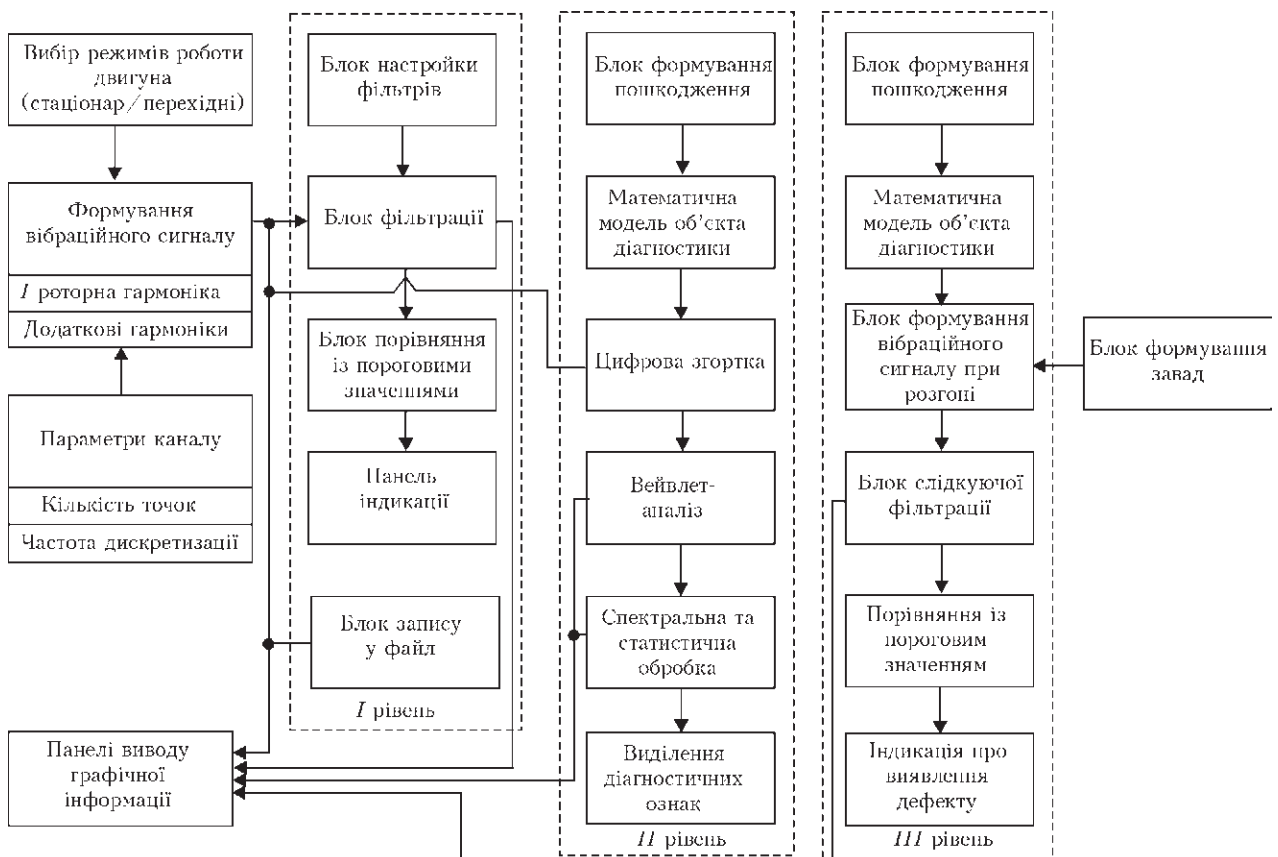 Вибір режимів роботи
двигуна
(стаціонар/перехідні)
Формування
вібраційного сигналу
I роторна гармоніка
Додаткові гармоніки
Параметри каналу
Кількість точок
Частота дискретизації
Панелі виводу
графічної
інформації
Блок настройки
фільтрів
Блок фільтрації
Блок порівняння
із пороговими
значеннями
Панель
індикації
Блок запису
у файл
I рівень
Блок формування
пошкодження
Математична
модель об’єкта
діагностики
Цифрова згортка
Вейвлет-
аналіз
Спектральна та
статистична
обробка
Виділення
діагностичних
ознак
II рівень
Блок формування
пошкодження
Математична
модель об’єкта
діагностики
Блок формування
вібраційного
сигналу при
розгоні
Блок слідкуючої
фільтрації
Порівняння із
пороговим
значенням
Індикація про
виявлення
дефекту
III рівень
Блок формування
завад